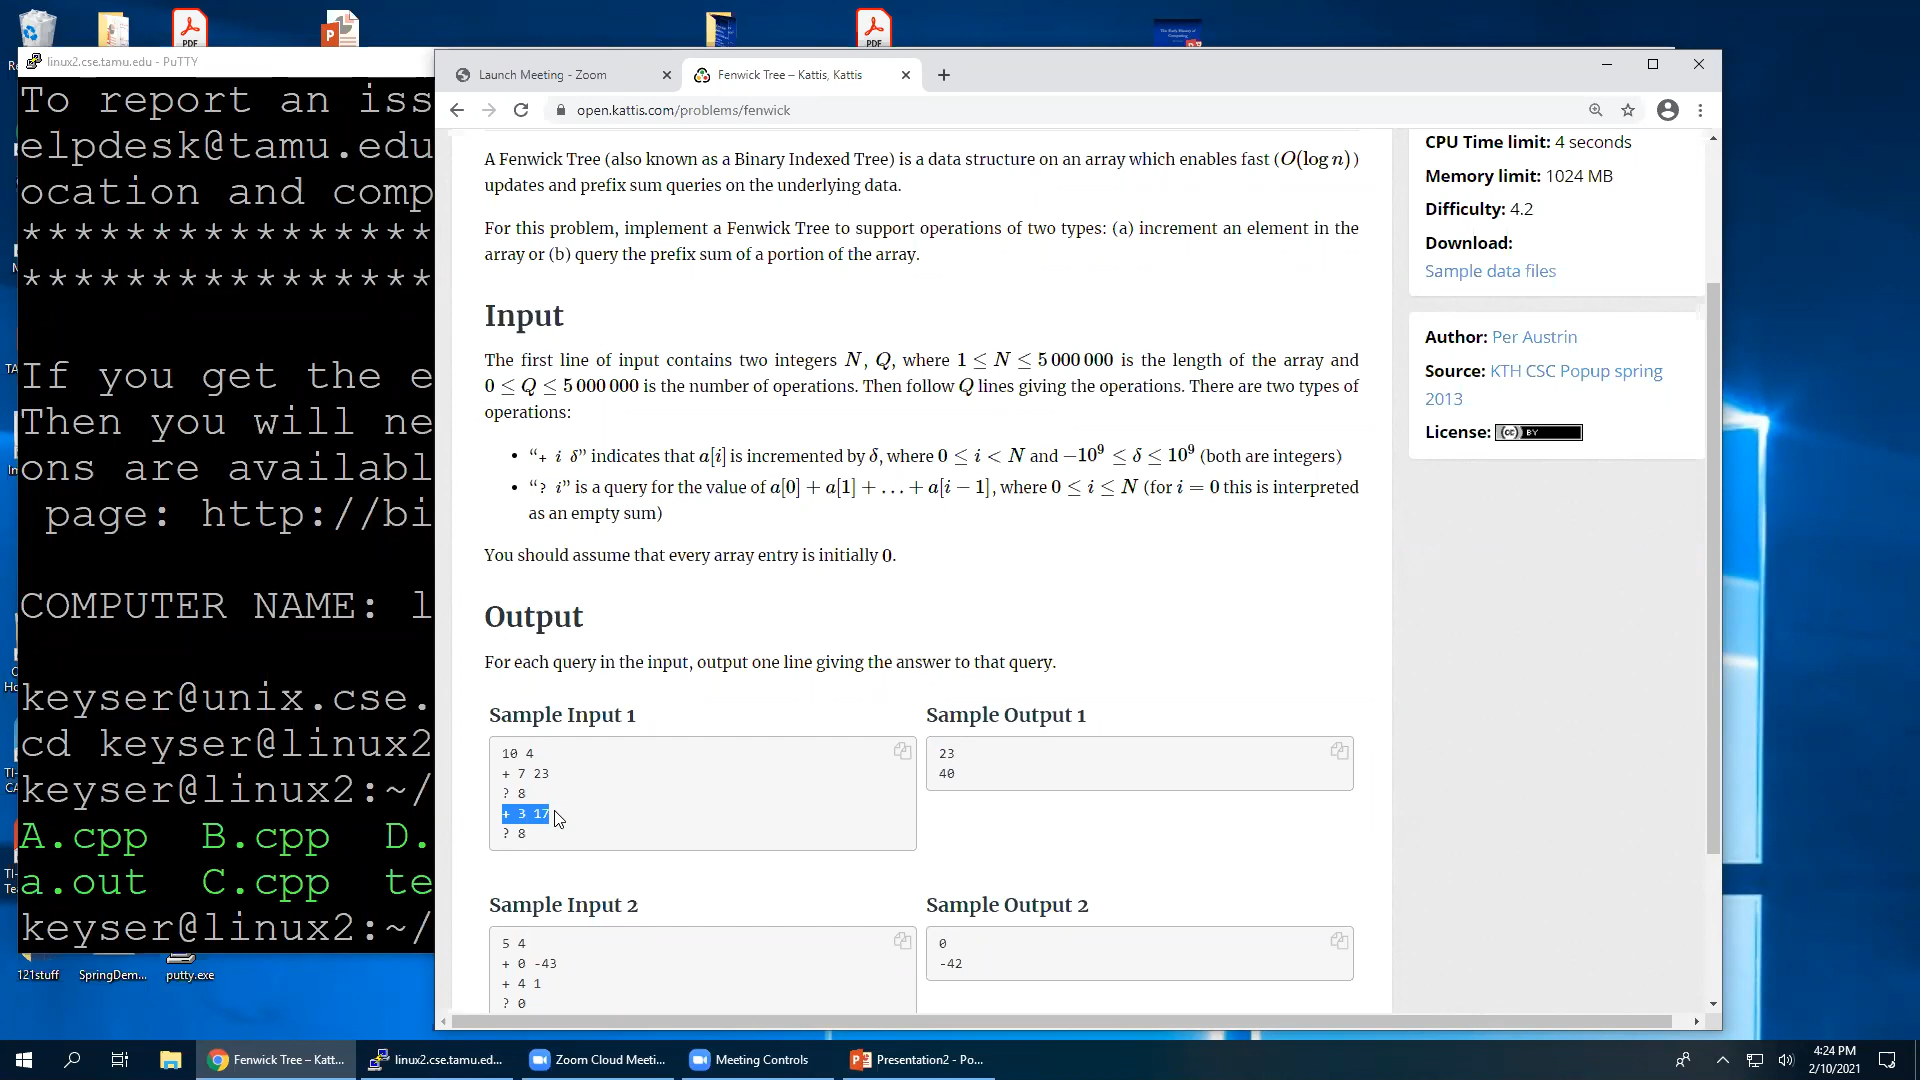 PDF
PDF
linux2.cse.tamu.edu - PuTTY
To report an iss
elpdesk@tamu.edu
ocation and comp
****************
****************
If you get the e
Then you will ne
ons are availabl
page: http://bi
COMPUTER NAME: l
keyser@unix.cse.
cd keyser@linux2
keyser@linux2:~/
A.cpp B.cpp D.
a.out C.cpp te
keyser@linux2:~/
121stuff SpringDem... putty.exe
Launch Meeting - Zoom
Fenwick Tree – Kattis, Kattis
open.kattis.com/problems/fenwick
A Fenwick Tree (also known as a Binary Indexed Tree) is a data structure on an array which enables fast (O(log n))
updates and prefix sum queries on the underlying data.
For this problem, implement a Fenwick Tree to support operations of two types: (a) increment an element in the
array or (b) query the prefix sum of a portion of the array.
Input
The first line of input contains two integers N, Q, where 1 ≤ N ≤ 5 000 000 is the length of the array and
0 ≤ Q ≤ 5 000 000 is the number of operations. Then follow Q lines giving the operations. There are two types of
operations:
• “+ i δ” indicates that a[i] is incremented by δ, where 0 ≤ i < N and −10⁹ ≤ δ ≤ 10⁹ (both are integers)
• “? i” is a query for the value of a[0] + a[1] + … + a[i − 1], where 0 ≤ i ≤ N (for i = 0 this is interpreted
as an empty sum)
You should assume that every array entry is initially 0.
Output
For each query in the input, output one line giving the answer to that query.
Sample Input 1
10 4
+ 7 23
? 8
+ 3 17
? 8
Sample Output 1
23
40
Sample Input 2
5 4
+ 0 -43
+ 4 1
? 0
Sample Output 2
0
-42
CPU Time limit: 4 seconds
Memory limit: 1024 MB
Difficulty: 4.2
Download:
Sample data files
Author: Per Austrin
Source: KTH CSC Popup spring
2013
License: CC BY
Fenwick Tree – Katt...
linux2.cse.tamu.ed...
Zoom Cloud Meeti...
Meeting Controls
Presentation2 - Po...
4:24 PM
2/10/2021